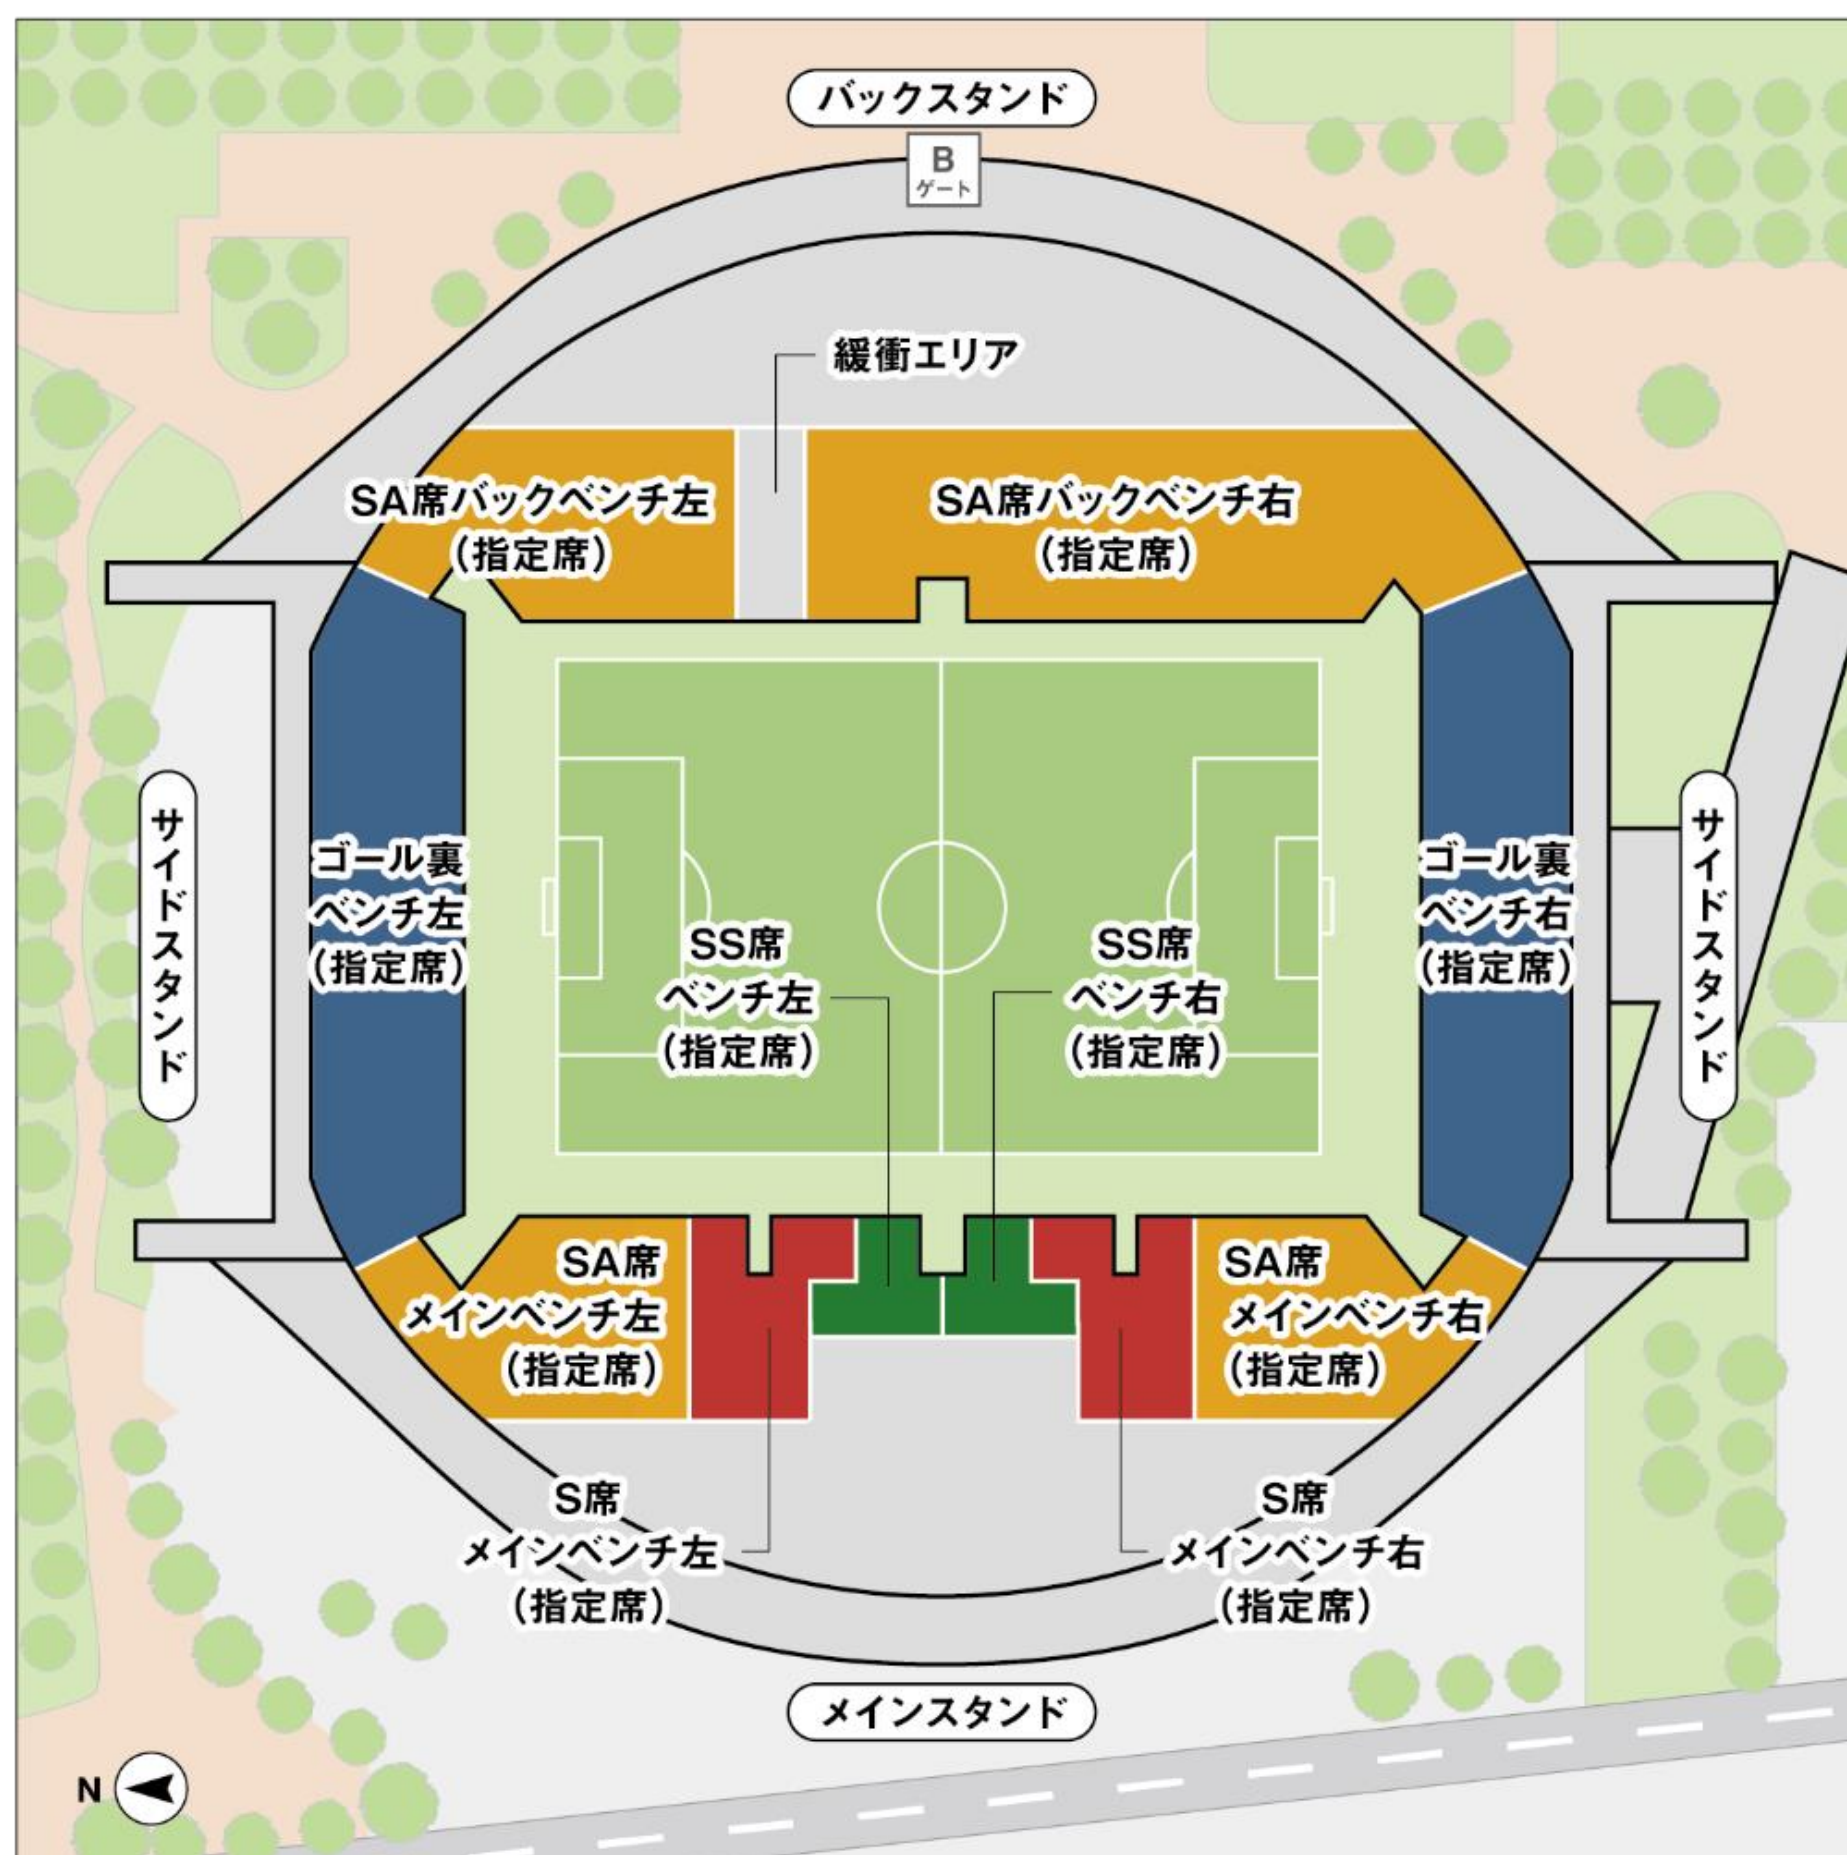 バックスタンド
B
ゲート
緩衝エリア
SA席バックベンチ左
（指定席）
SA席バックベンチ右
（指定席）
サイドスタンド
ゴール裏
ベンチ左
（指定席）
SS席
ベンチ左
（指定席）
SS席
ベンチ右
（指定席）
ゴール裏
ベンチ右
（指定席）
サイドスタンド
SA席
メインベンチ左
（指定席）
SA席
メインベンチ右
（指定席）
S席
メインベンチ左
（指定席）
S席
メインベンチ右
（指定席）
メインスタンド
N